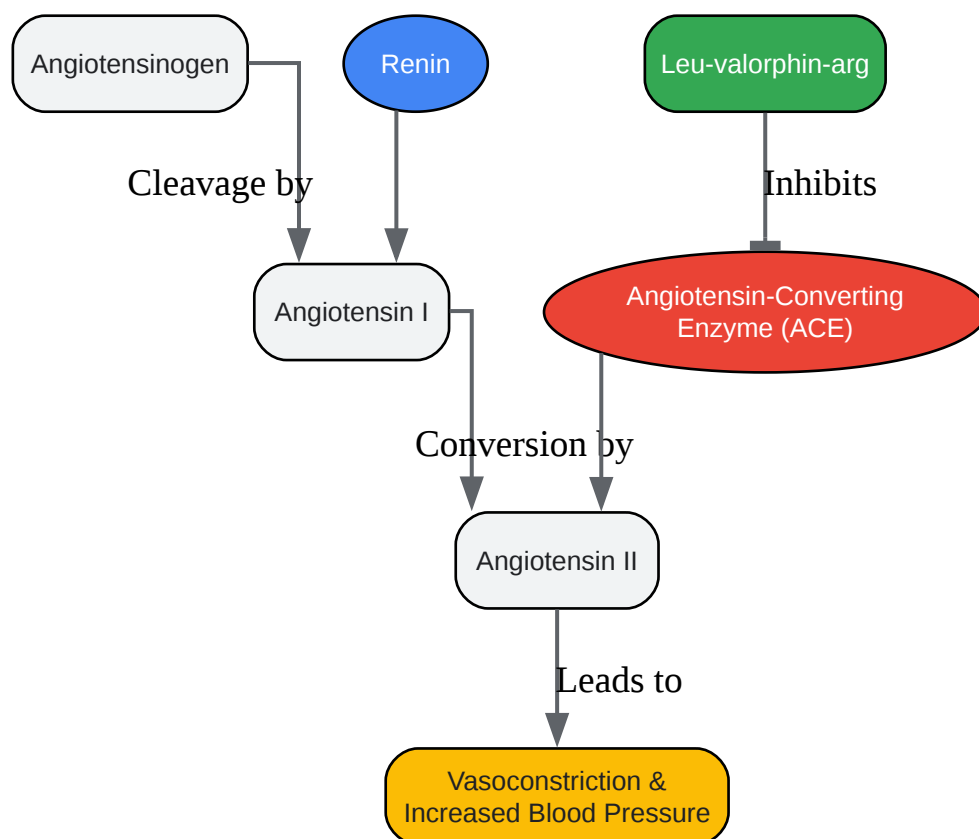 Angiotensinogen
Renin
Leu-valorphin-arg
Cleavage by
Inhibits
Angiotensin I
Angiotensin-Converting
Enzyme (ACE)
Conversion by
Angiotensin II
Leads to
Vasoconstriction &
Increased Blood Pressure